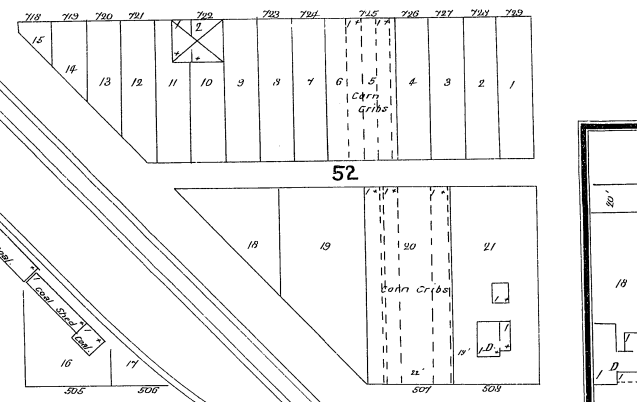 718 719 720 721 722 723 724 725 726 727 728 729
2
15 14 13 12 11 10 9 8 7 6 5 4 3 2 1
Corn
Cribs
52
20'
18 19 20 21
18
Corn Cribs
Coal Shed
Coal
18'
D
D
22'
16 17
505 506 507 508